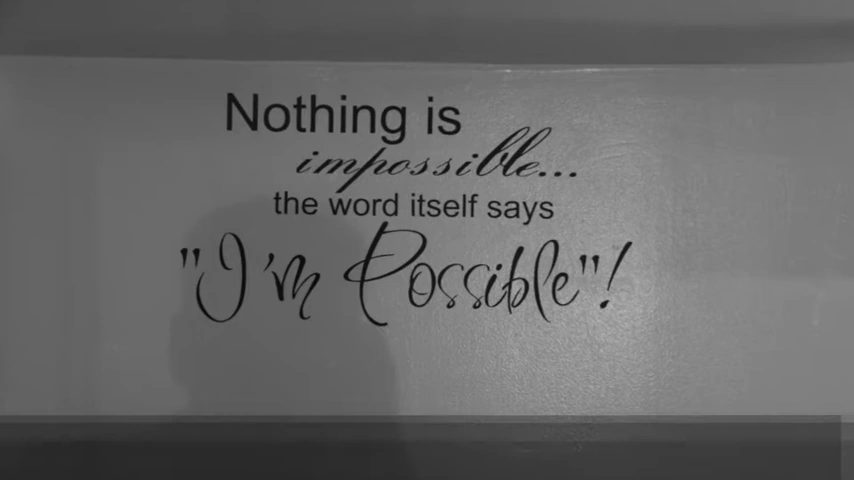 Nothing is
impossible...
the word itself says
"I'm Possible"!